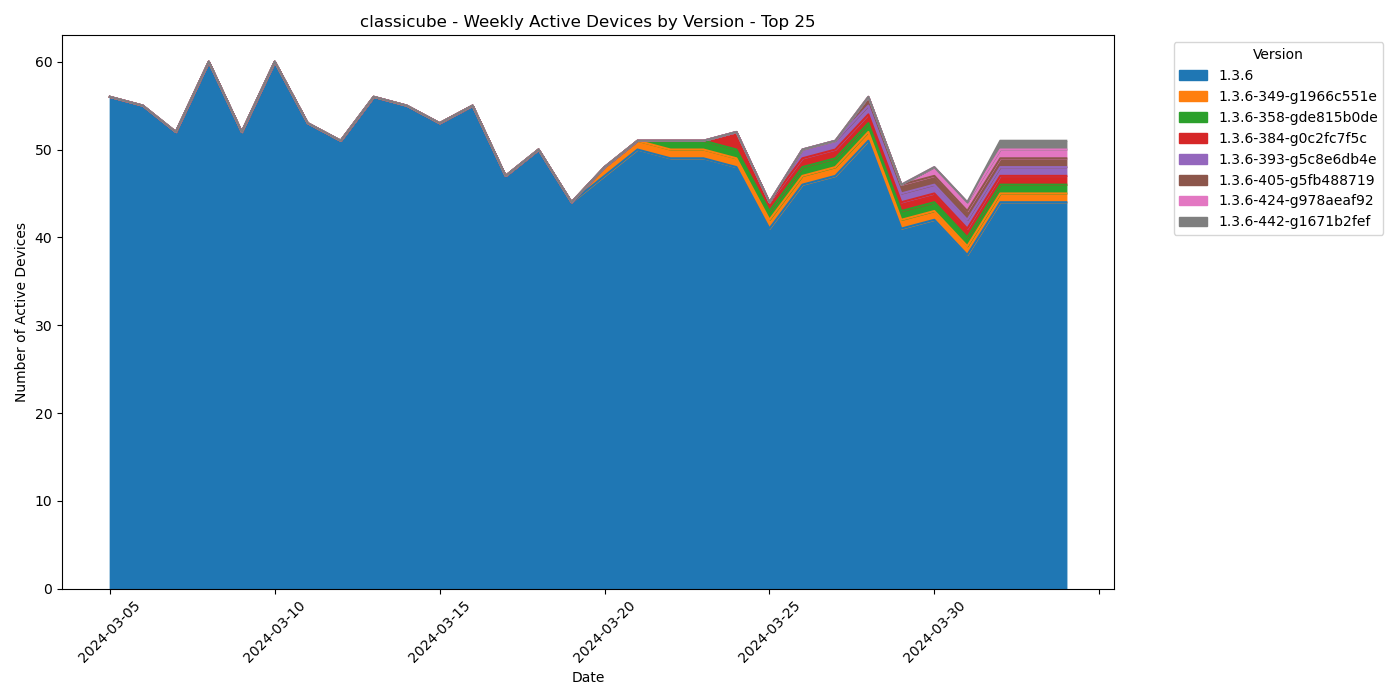 classicube - Weekly Active Devices by Version - Top 25
Number of Active Devices
60
50
40
30
20
10
0
2024-03-05
2024-03-10
2024-03-15
2024-03-20
2024-03-25
2024-03-30
Date
Version
1.3.6
1.3.6-349-g1966c551e
1.3.6-358-gde815b0de
1.3.6-384-g0c2fc7f5c
1.3.6-393-g5c8e6db4e
1.3.6-405-g5fb488719
1.3.6-424-g978aeaf92
1.3.6-442-g1671b2fef